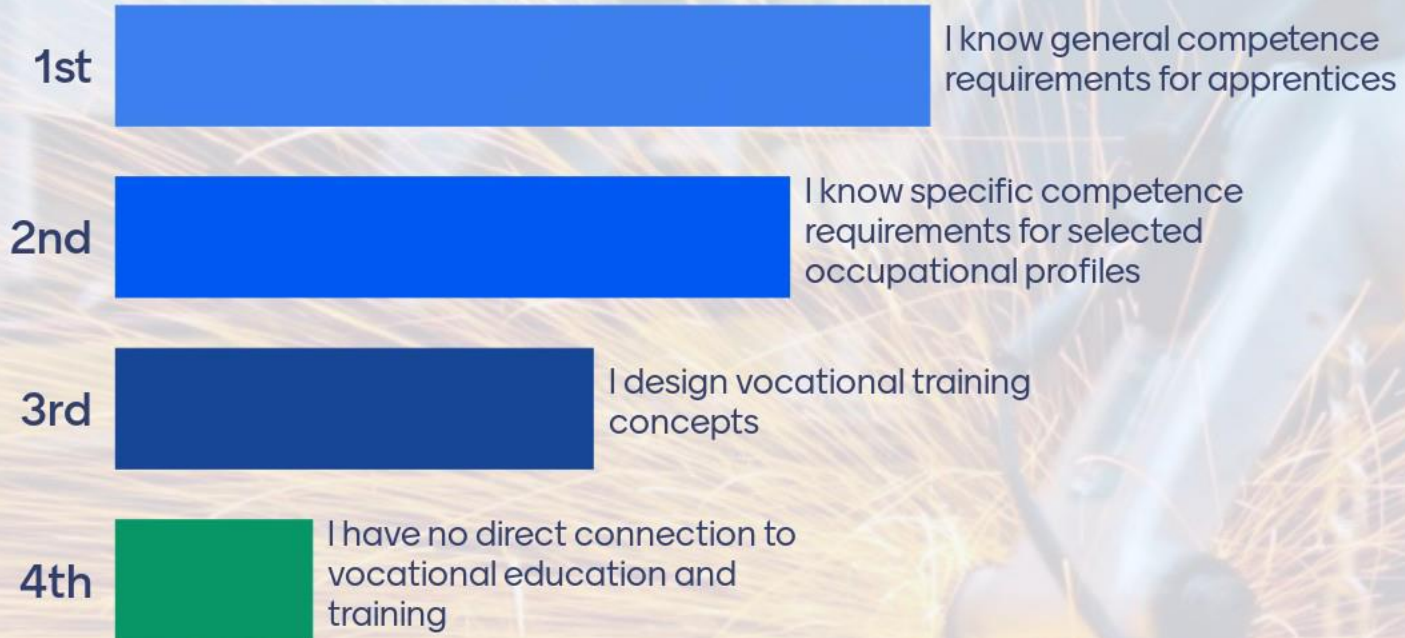 1st
I know general competence
requirements for apprentices
2nd
I know specific competence
requirements for selected
occupational profiles
3rd
I design vocational training
concepts
4th
I have no direct connection to
vocational education and
training